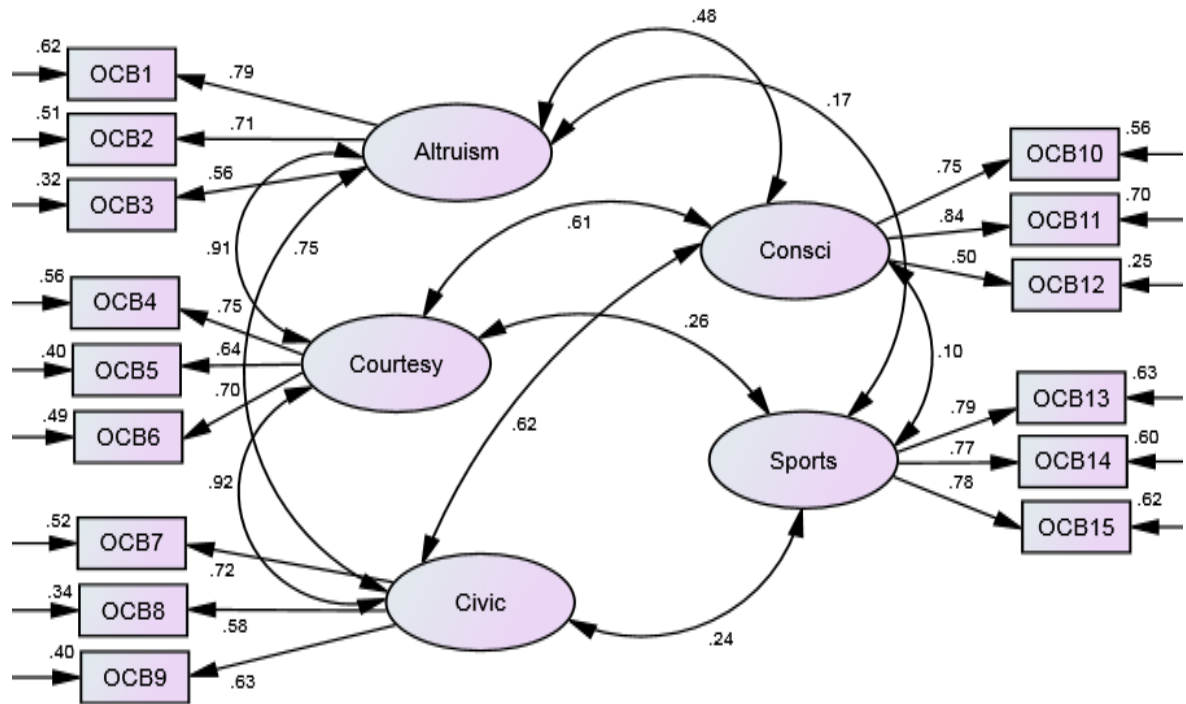 .48
.62
OCB1
.79
.17
.51
OCB2
.71
Altruism
.32
OCB3
.56
.56
OCB10
.75
.70
OCB11
.84
.61
Consci
.25
OCB12
.50
.91
.75
.56
OCB4
.75
.26
.10
.40
OCB5
.64
Courtesy
.49
OCB6
.70
.63
OCB13
.79
.62
.60
OCB14
.77
Sports
.92
.62
OCB15
.78
.52
OCB7
.72
.34
OCB8
.58
Civic
.24
.40
OCB9
.63